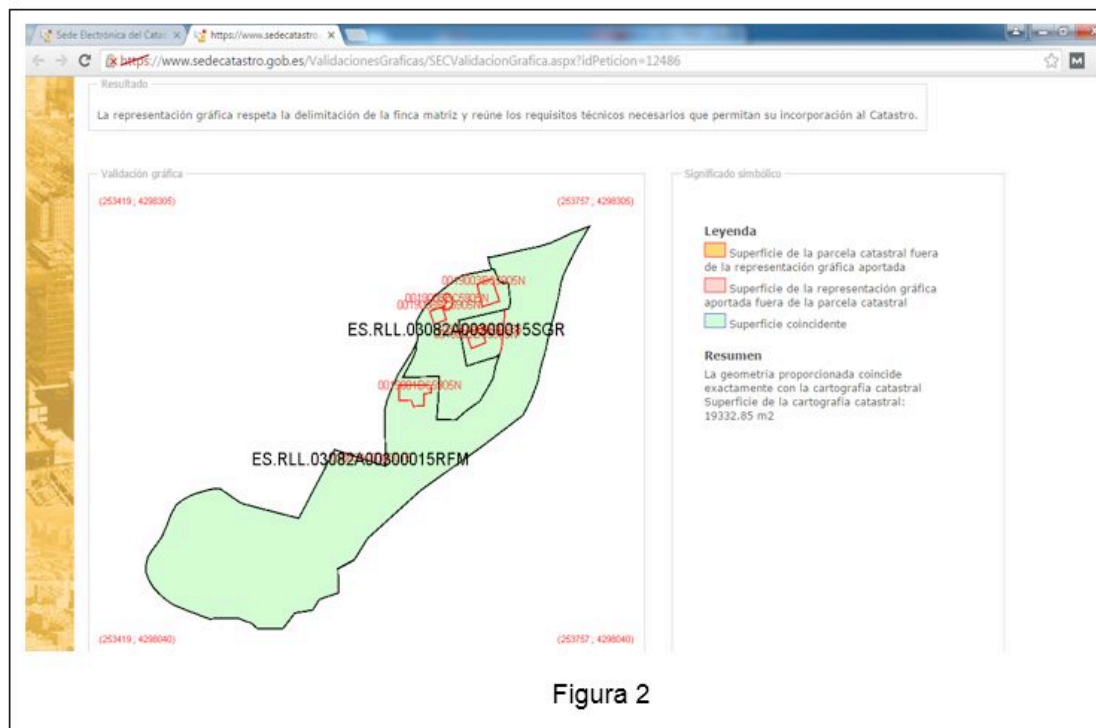 Sede Electrónica del Catas
https://www.sedecatastro.
https://www.sedecatastro.gob.es/ValidacionesGraficas/SECValidacionGrafica.aspx?idPeticion=12486
Resultado
La representación gráfica respeta la delimitación de la finca matriz y reúne los requisitos técnicos necesarios que permitan su incorporación al Catastro.
Validación gráfica
(253419 ; 4298305)
(253757 ; 4298305)
ES.RLL.03082A00300015SGR
ES.RLL.03082A00300015RFM
(253419 ; 4298040)
(253757 ; 4298040)
Significado simbólico
Leyenda
Superficie de la parcela catastral fuera
de la representación gráfica aportada
Superficie de la representación gráfica
aportada fuera de la parcela catastral
Superficie coincidente
Resumen
La geometría proporcionada coincide
exactamente con la cartografía catastral
Superficie de la cartografía catastral:
19332.85 m2
Figura 2